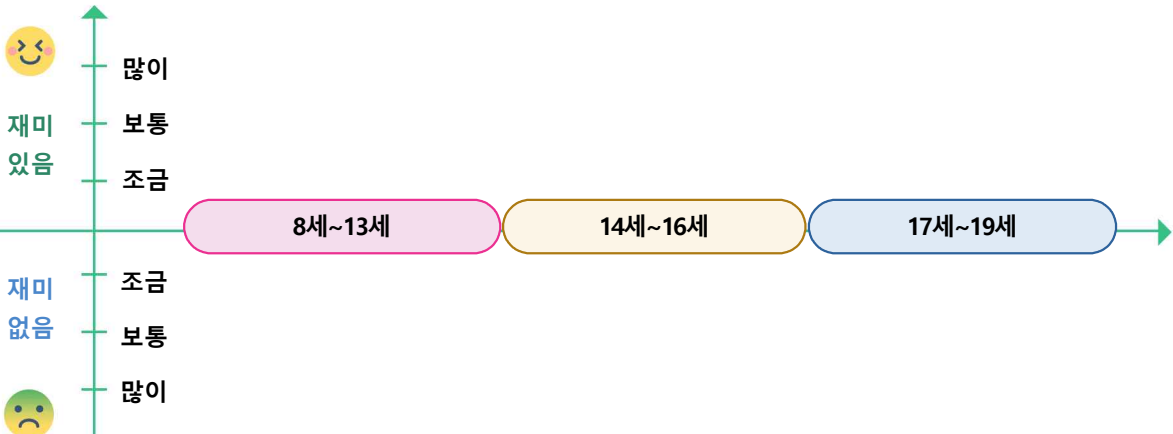 많이
재미
있음
보통
조금
8세~13세
14세~16세
17세~19세
재미
없음
조금
보통
많이